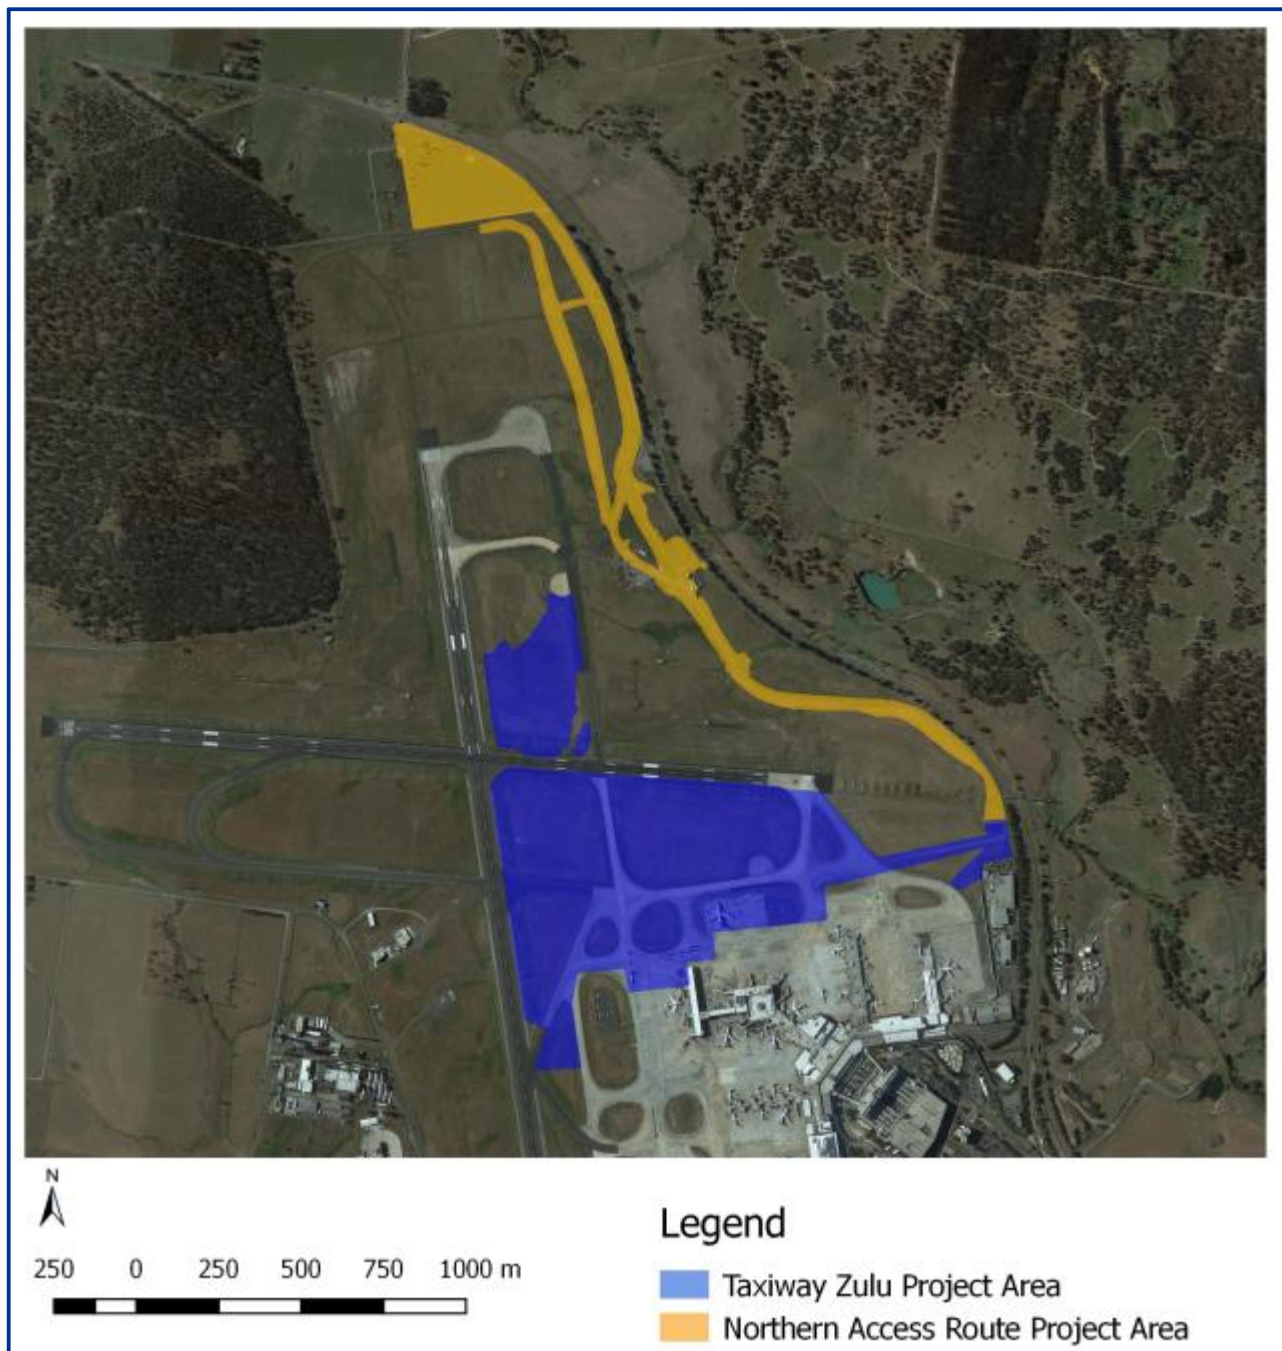 N
250 0 250 500 750 1000 m
Legend
Taxiway Zulu Project Area
Northern Access Route Project Area